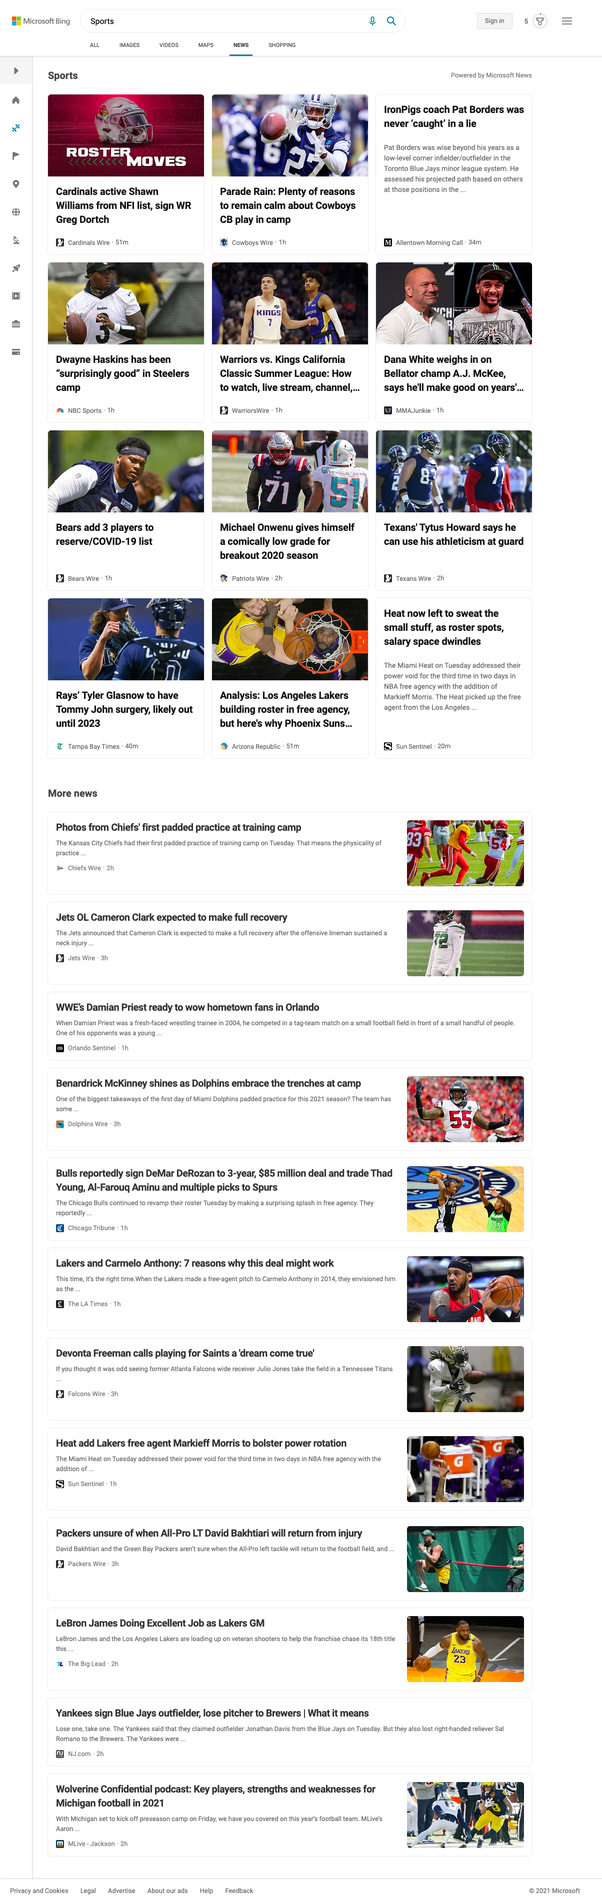 Microsoft Bing
Sports
Sign in
5
ALL
IMAGES
VIDEOS
MAPS
NEWS
SHOPPING
Sports
Powered by Microsoft News
ROSTER
MOVES
Cardinals active Shawn
Williams from NFI list, sign WR
Greg Dortch
Cardinals Wire · 51m
27
Parade Rain: Plenty of reasons
to remain calm about Cowboys
CB play in camp
Cowboys Wire · 1h
IronPigs coach Pat Borders was
never ‘caught’ in a lie
Pat Borders was wise beyond his years as a
low-level corner infielder/outfielder in the
Toronto Blue Jays minor league system. He
assessed his projected path based on others
at those positions in the ...
Allentown Morning Call · 34m
3
Dwayne Haskins has been
“surprisingly good” in Steelers
camp
NBC Sports · 1h
KINGS
7
Warriors vs. Kings California
Classic Summer League: How
to watch, live stream, channel,...
WarriorsWire · 1h
Dana White weighs in on
Bellator champ A.J. McKee,
says he'll make good on years'...
MMAJunkie · 1h
Bears add 3 players to
reserve/COVID-19 list
Bears Wire · 1h
71
51
Michael Onwenu gives himself
a comically low grade for
breakout 2020 season
Patriots Wire · 2h
Texans' Tytus Howard says he
can use his athleticism at guard
Texans Wire · 2h
Rays’ Tyler Glasnow to have
Tommy John surgery, likely out
until 2023
Tampa Bay Times · 40m
Analysis: Los Angeles Lakers
building roster in free agency,
but here's why Phoenix Suns...
Arizona Republic · 51m
Heat now left to sweat the
small stuff, as roster spots,
salary space dwindles
The Miami Heat on Tuesday addressed their
power void for the third time in two days in
NBA free agency with the addition of
Markieff Morris. The Heat picked up the free
agent from the Los Angeles ...
Sun Sentinel · 20m
More news
Photos from Chiefs' first padded practice at training camp
The Kansas City Chiefs had their first padded practice of training camp on Tuesday. That means the physicality of
practice ...
Chiefs Wire · 2h
Jets OL Cameron Clark expected to make full recovery
The Jets announced that Cameron Clark is expected to make a full recovery after the offensive lineman sustained a
neck injury ...
Jets Wire · 3h
WWE’s Damian Priest ready to wow hometown fans in Orlando
When Damian Priest was a fresh-faced wrestling trainee in 2004, he competed in a tag-team match on a small football field in front of a small handful of people.
One of his opponents was a young ...
Orlando Sentinel · 1h
Benardrick McKinney shines as Dolphins embrace the trenches at camp
One of the biggest takeaways of the first day of Miami Dolphins padded practice for this 2021 season? The team has
some ...
Dolphins Wire · 3h
55
Bulls reportedly sign DeMar DeRozan to 3-year, $85 million deal and trade Thad
Young, Al-Farouq Aminu and multiple picks to Spurs
The Chicago Bulls continued to revamp their roster Tuesday by making a surprising splash in free agency. They
reportedly ...
Chicago Tribune · 1h
Lakers and Carmelo Anthony: 7 reasons why this deal might work
This time, it's the right time.When the Lakers made a free-agent pitch to Carmelo Anthony in 2014, they envisioned him
as the ...
The LA Times · 1h
Devonta Freeman calls playing for Saints a 'dream come true'
If you thought it was odd seeing former Atlanta Falcons wide receiver Julio Jones take the field in a Tennessee Titans
...
Falcons Wire · 3h
Heat add Lakers free agent Markieff Morris to bolster power rotation
The Miami Heat on Tuesday addressed their power void for the third time in two days in NBA free agency with the
addition of ...
Sun Sentinel · 1h
Packers unsure of when All-Pro LT David Bakhtiari will return from injury
David Bakhtiari and the Green Bay Packers aren't sure when the All-Pro left tackle will return to the football field, and ...
Packers Wire · 3h
LeBron James Doing Excellent Job as Lakers GM
LeBron James and the Los Angeles Lakers are loading up on veteran shooters to help the franchise chase its 18th title
this ...
The Big Lead · 2h
LAKERS
23
Yankees sign Blue Jays outfielder, lose pitcher to Brewers | What it means
Lose one, take one. The Yankees said that they claimed outfielder Jonathan Davis from the Blue Jays on Tuesday. But they also lost right-handed reliever Sal
Romano to the Brewers. The Yankees were ...
NJ.com · 2h
Wolverine Confidential podcast: Key players, strengths and weaknesses for
Michigan football in 2021
With Michigan set to kick off preseason camp on Friday, we have you covered on this year's football team. MLive's
Aaron ...
MLive - Jackson · 2h
Privacy and Cookies
Legal
Advertise
About our ads
Help
Feedback
© 2021 Microsoft